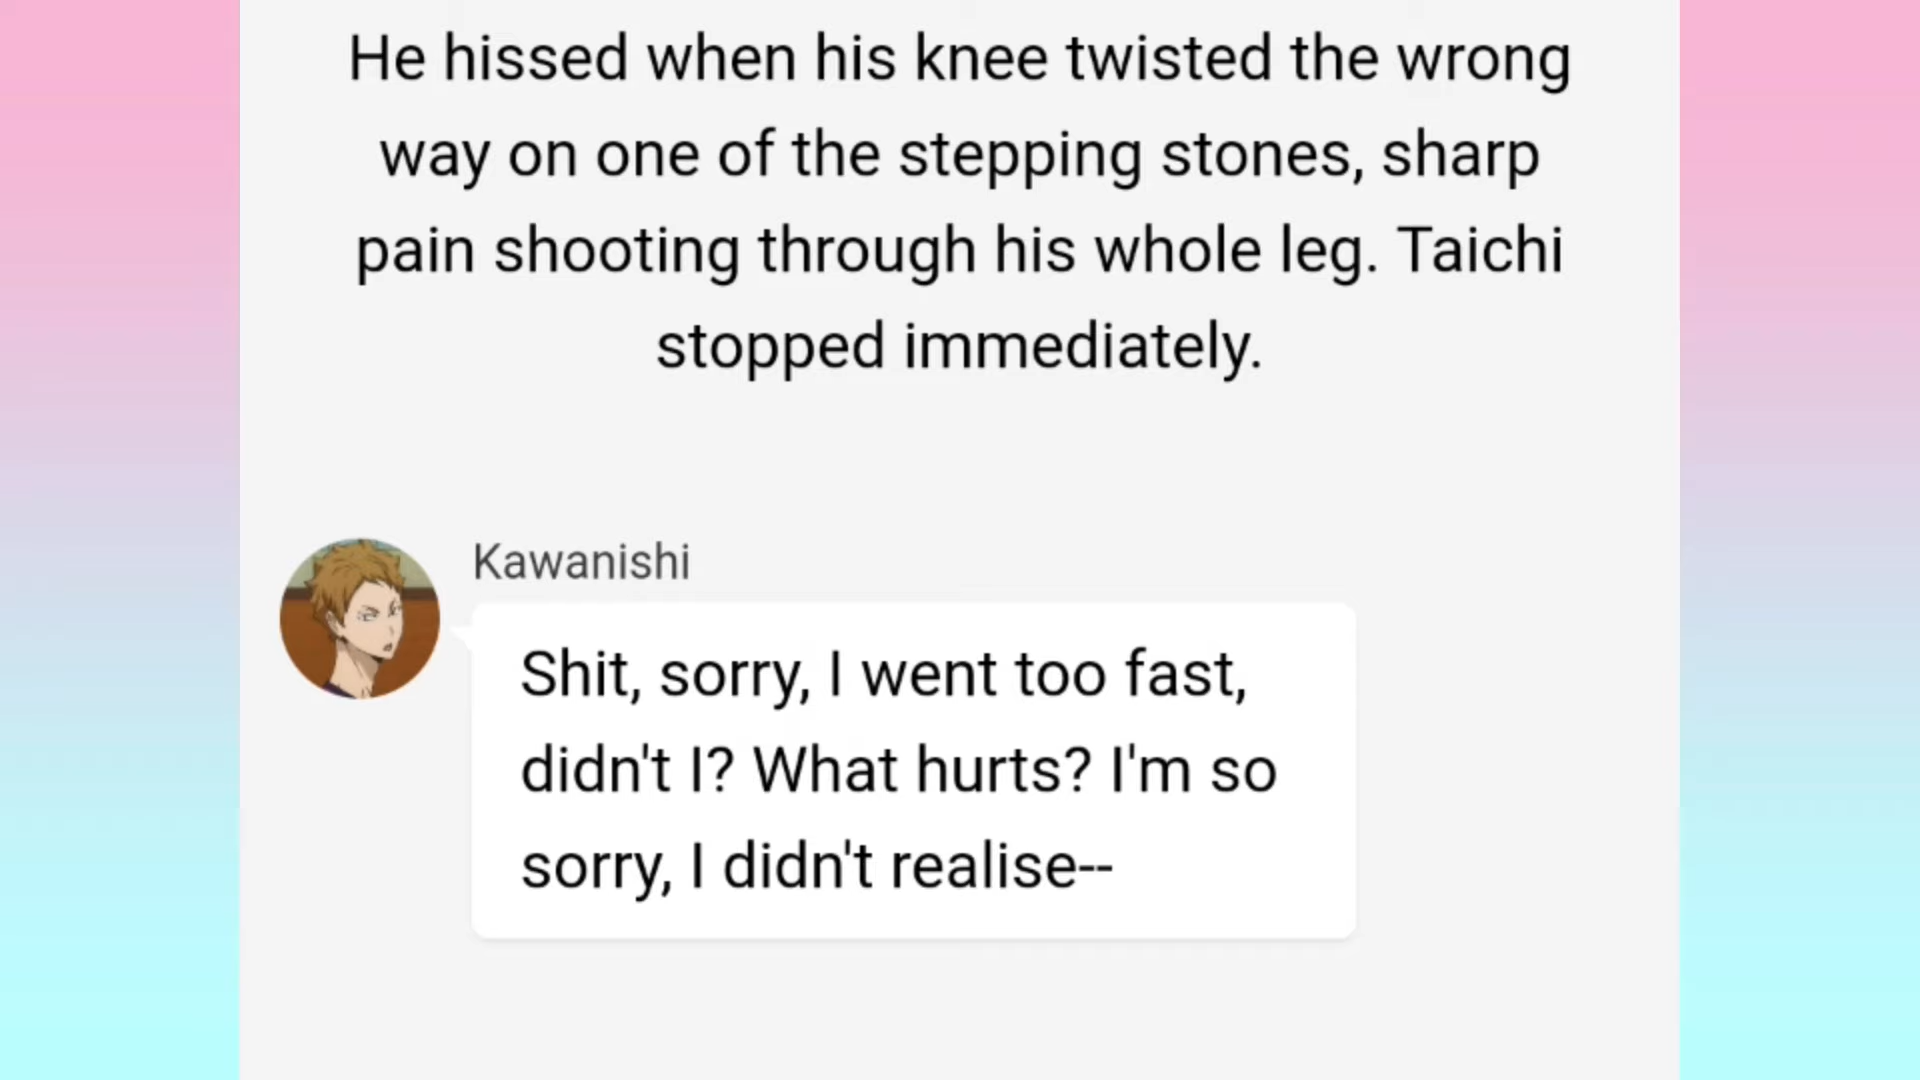 He hissed when his knee twisted the wrong
way on one of the stepping stones, sharp
pain shooting through his whole leg. Taichi
stopped immediately.
Kawanishi
Shit, sorry, I went too fast,
didn't I? What hurts? I'm so
sorry, I didn't realise--